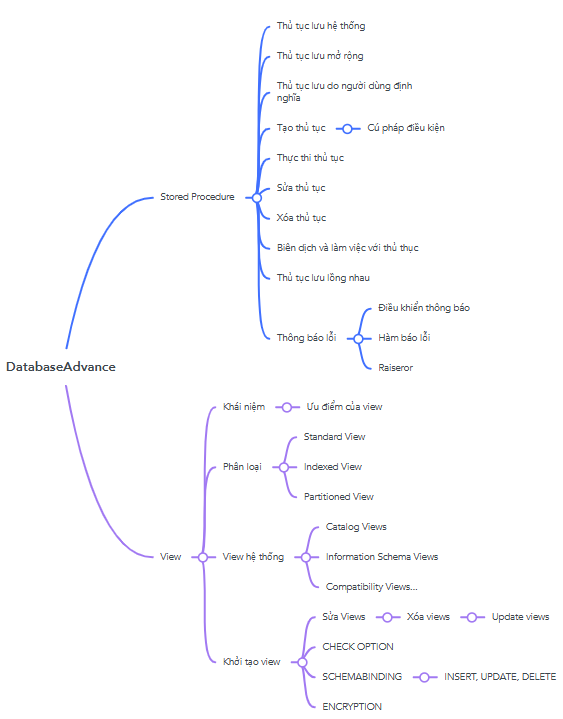 Thủ tục lưu hệ thống
Thủ tục lưu mở rộng
Thủ tục lưu do người dùng định
nghĩa
Tạo thủ tục
Cú pháp điều kiện
Thực thi thủ tục
Sửa thủ tục
Stored Procedure
Xóa thủ tục
Biên dịch và làm việc với thủ thục
Thủ tục lưu lồng nhau
Điều khiển thông báo
Thông báo lỗi
Hàm báo lỗi
Raiseror
DatabaseAdvance
Khái niệm
Ưu điểm của view
Standard View
Phân loại
Indexed View
Partitioned View
Catalog Views
View
View hệ thống
Information Schema Views
Compatibility Views...
Sửa Views
Xóa views
Update views
CHECK OPTION
Khởi tạo view
SCHEMABINDING
INSERT, UPDATE, DELETE
ENCRYPTION